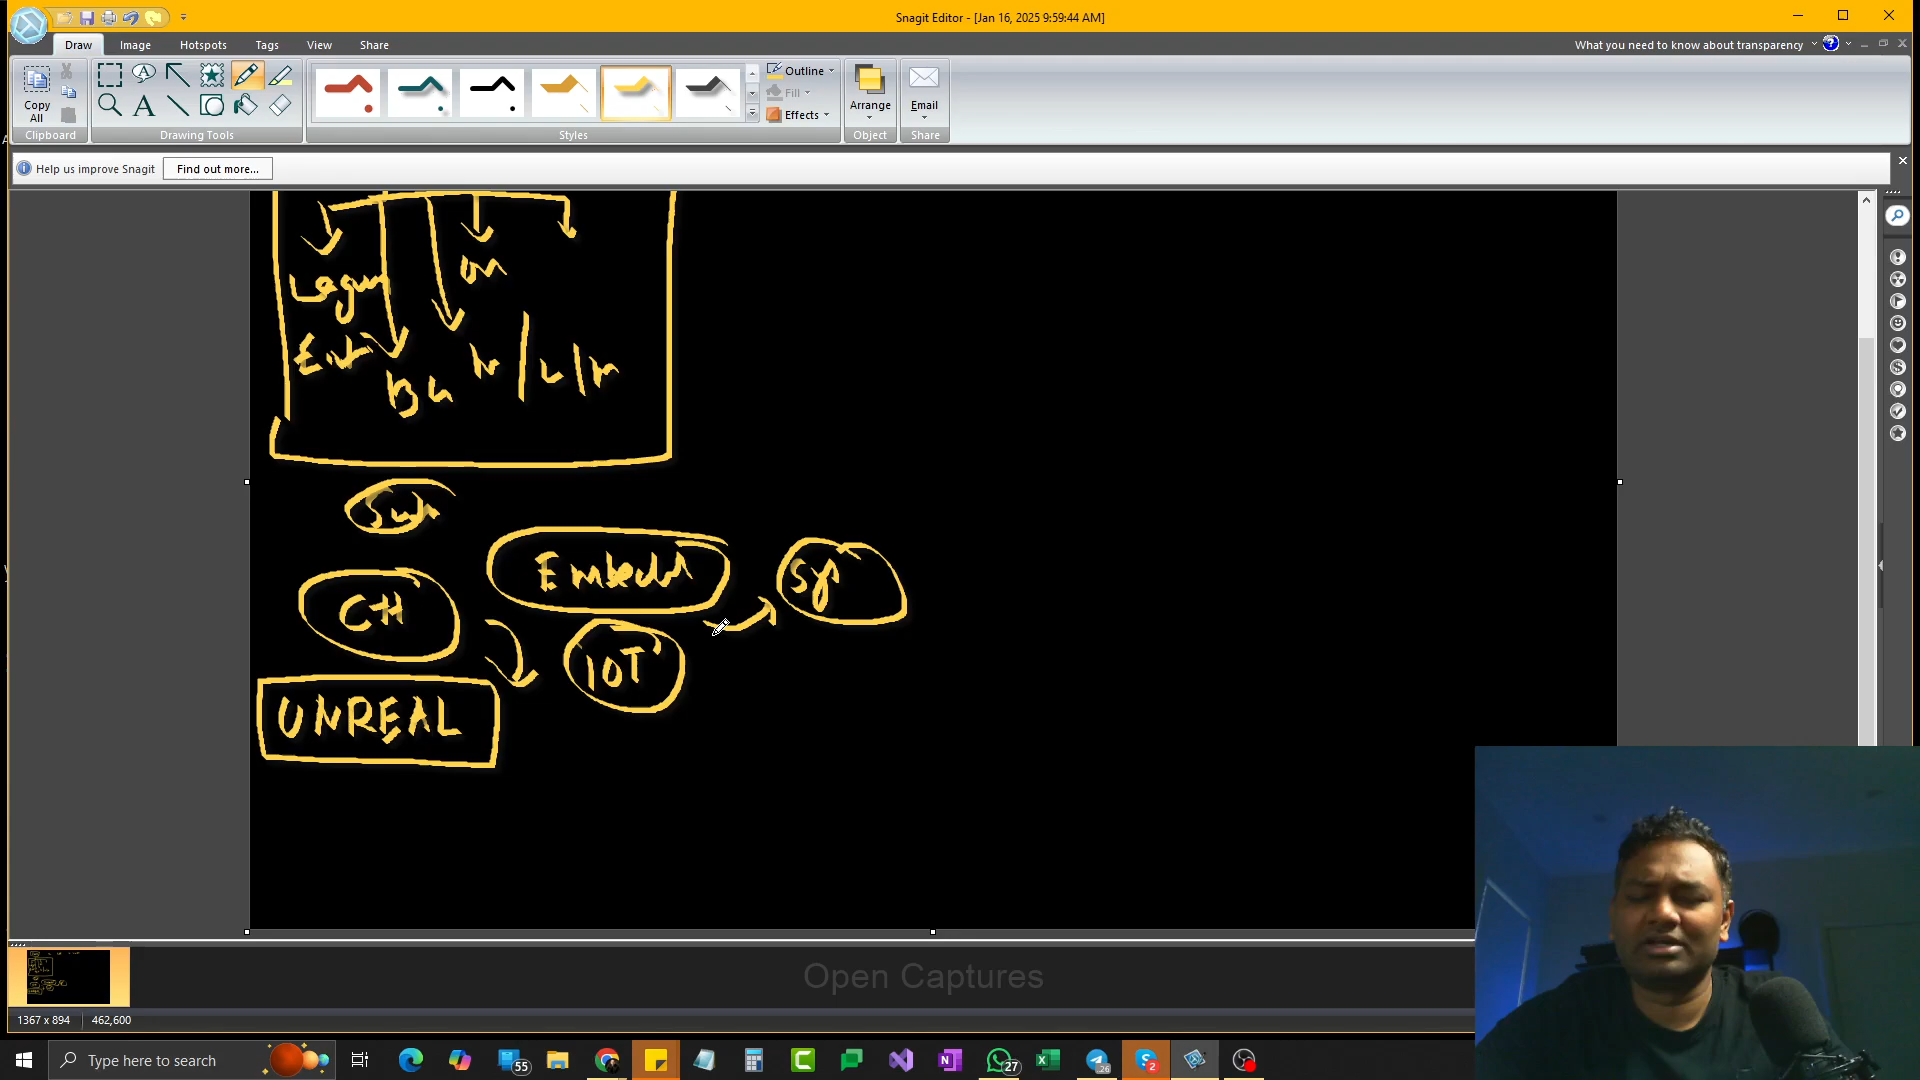 Snagit Editor - [Jan 16, 2025 9:59:44 AM]
Draw
Image
Hotspots
Tags
View
Share
What you need to know about transparency
Copy
All
Clipboard
Drawing Tools
Styles
Outline
Fill
Effects
Arrange
Object
Email
Share
Help us improve Snagit
Find out more...
CH
IOT
UNREAL
Open Captures
1367 x 894
462,600
Type here to search
55
27
26
2